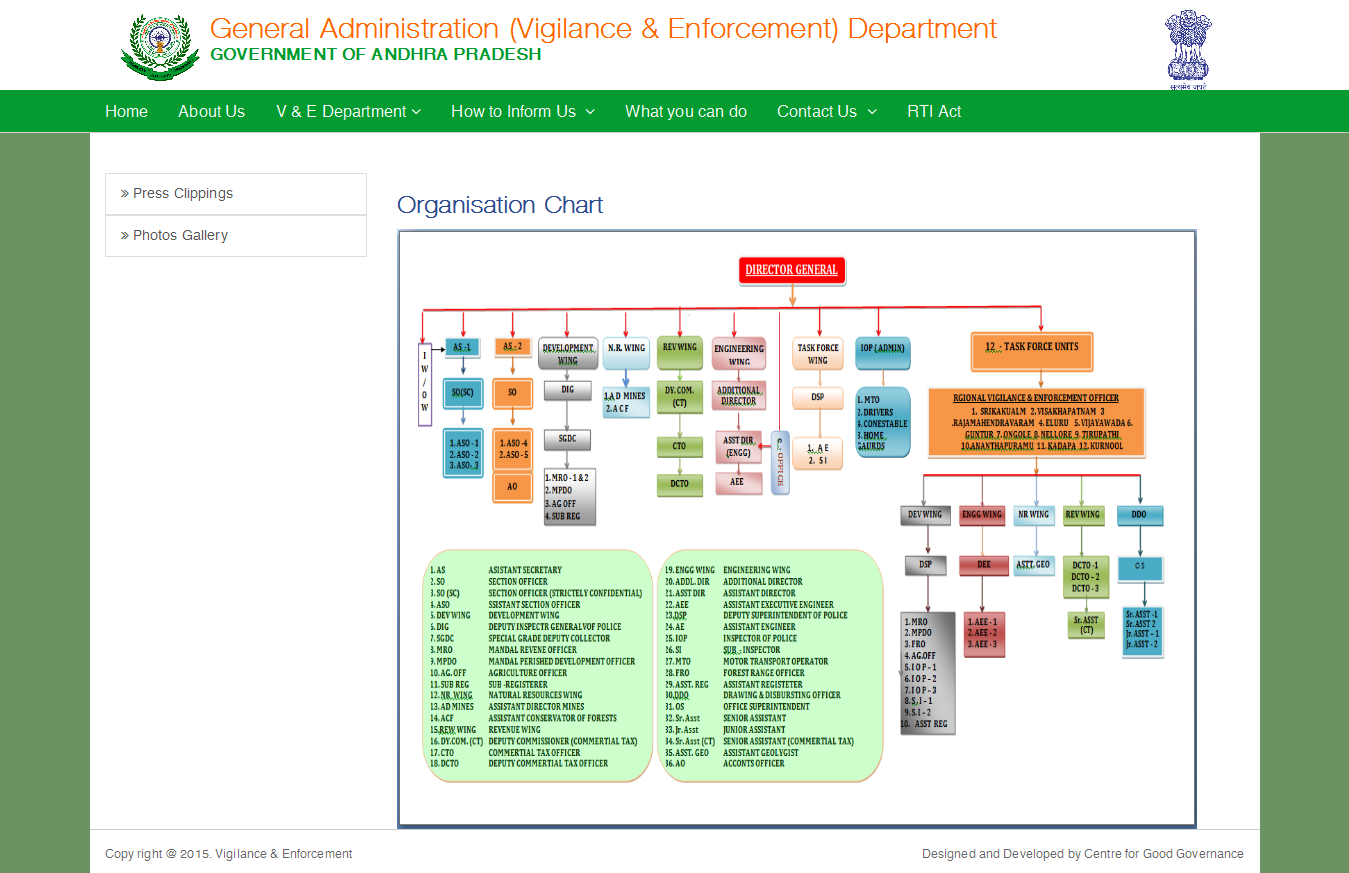 General Administration (Vigilance & Enforcement) Department
GOVERNMENT OF ANDHRA PRADESH
सत्यमेव जयते
Home About Us V & E Department How to Inform Us What you can do Contact Us RTI Act
» Press Clippings
» Photos Gallery
Organisation Chart
DIRECTOR GENERAL
I W / O W
AS -1
SO(SC)
1. ASO - 1
2. ASO - 2
3. ASO- 3
AS - 2
SO
1. ASO -4
2. ASO - 5
AO
DEVELOPMENT WING
DIG
SGDC
1. MRO - 1 & 2
2. MPDO
3. AG OFF
4. SUB REG
N.R. WING
1.A D MINES
2. A C F
REV WING
DY. COM. (CT)
CTO
DCTO
ENGINEERING WING
ADDITIONAL DIRECTOR
ASST DIR (ENGG)
AEE
e.- OFFICE
TASK FORCE WING
DSP
1. A E
2. S I
IOP (ADMIN)
1. MTO
2. DRIVERS
3. CONESTABLE
3. HOME GAURDS
12 - TASK FORCE UNITS
RGIONAL VIGILANCE & ENFORCEMENT OFFICER
1. SRIKAKUALM 2. VISAKHAPATNAM 3
.RAJAMAHENDRAVARAM 4. ELURU 5. VIJAYAWADA 6.
GUNTUR 7.ONGOLE 8.NELLORE 9. TIRUPATHI
10.ANANTHAPURAMU 11. KADAPA 12. KURNOOL
DEV WING
DSP
1. MRO
2. MPDO
3. FRO
4. AG.OFF
5. I O P - 1
6. I O P - 2
7. I O P - 3
8. S.I - 1
9. S.I - 2
10. ASST REG
ENGG WING
DEE
1. AEE - 1
2. AEE - 2
3. AEE - 3
NR WING
ASTT. GEO
REV WING
DCTO -1
DCTO - 2
DCTO - 3
Sr. ASST (CT)
DDO
O S
Sr. ASST -1
Sr. ASST 2
Jr. ASST - 1
Jr. ASST - 2
1. AS ASISTANT SECRETARY
2. SO SECTION OFFICER
3. SO (SC) SECTION OFFICER (STRICTLY CONFIDENTIAL)
4. ASO SSISTANT SECTION OFFICER
5. DEV WING DEVELOPMENT WING
6. DIG DEPUTY INSPECTR GENERALVOF POLICE
7. SGDC SPECIAL GRADE DEPUTY COLLECTOR
8. MRO MANDAL REVENE OFFICER
9. MPDO MANDAL PERISHED DEVELOPMENT OFFICER
10. AG. OFF AGRICULTURE OFFICER
11. SUB REG SUB -REGISTERER
12. NR. WING NATURAL RESOURCES WING
13. AD MINES ASSISTANT DIRECTOR MINES
14. ACF ASSISTANT CONSERVATOR OF FORESTS
15.REW WING REVENUE WING
16. DY.COM. (CT) DEPUTY COMMISSIONER (COMMERTIAL TAX)
17. CTO COMMERTIAL TAX OFFICER
18. DCTO DEPUTY COMMERTIAL TAX OFFICER
19. ENGG WING ENGINEERING WING
20. ADDL. DIR ADDITIONAL DIRECTOR
21. ASST DIR ASSISTANT DIRECTOR
22. AEE ASSISTANT EXECUTIVE ENGINEER
23. DSP DEPUTY SUPERINTENDENT OF POLICE
24. AE ASSISTANT ENGINEER
25. IOP INSPECTOR OF POLICE
26. SI SUB - INSPECTOR
27. MTO MOTOR TRANSPORT OPERATOR
28. FRO FOREST RANGE OFFICER
29. ASST. REG ASSISTANT REGISTETER
30. DDO DRAWING & DISBURSTING OFFICER
31. OS OFFICE SUPERINTENDENT
32. Sr. Asst SENIOR ASSISTANT
33. Jr. Asst JUNIOR ASSISTANT
34. Sr. Asst (CT) SENIOR ASSISTANT (COMMERTIAL TAX)
35. ASST. GEO ASSISTANT GEOLYGIST
36. AO ACCONTS OFFICER
Copy right @ 2015. Vigilance & Enforcement
Designed and Developed by Centre for Good Governance